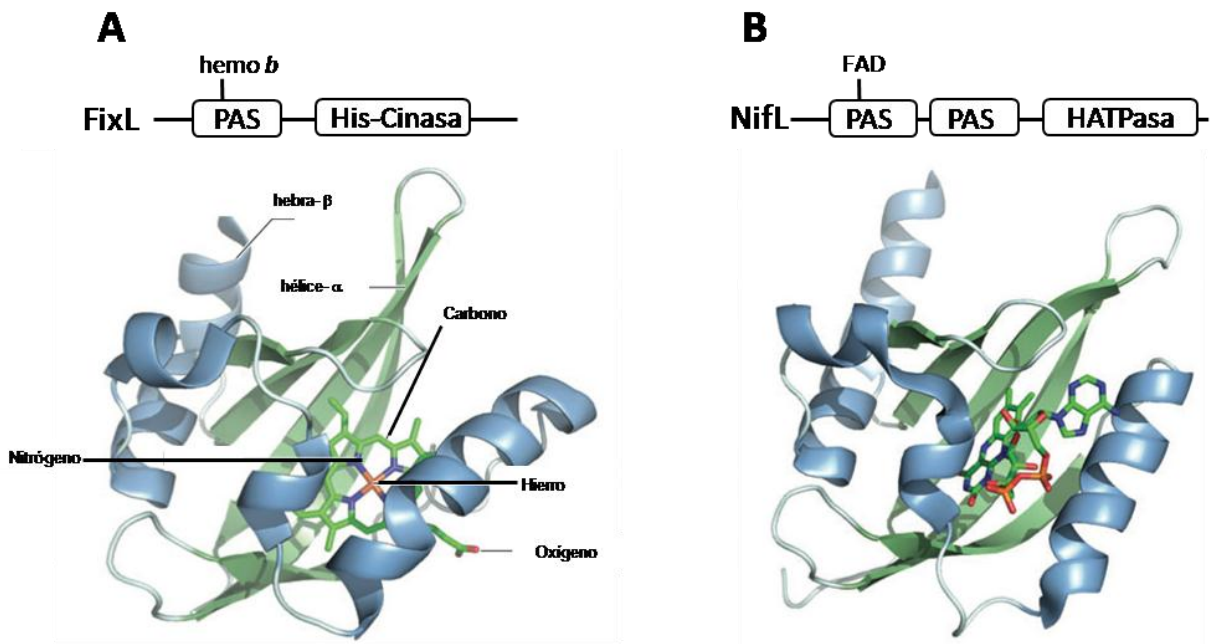 A
hemo b
FixL
PAS
His-Cinasa
hebra-β
hélice-α
Carbono
Nitrógeno
Hierro
Oxígeno
B
FAD
NifL
PAS
PAS
HATPasa